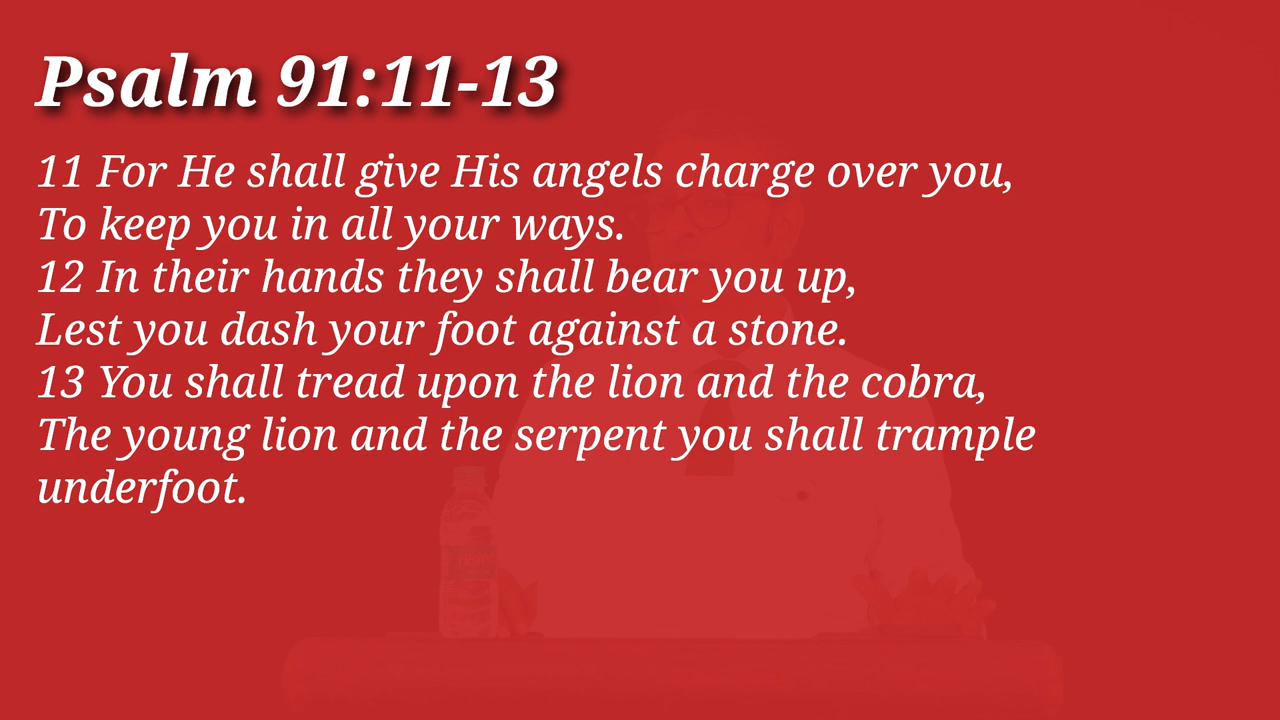 Psalm 91:11-13
11 For He shall give His angels charge over you,
To keep you in all your ways.
12 In their hands they shall bear you up,
Lest you dash your foot against a stone.
13 You shall tread upon the lion and the cobra,
The young lion and the serpent you shall trample
underfoot.